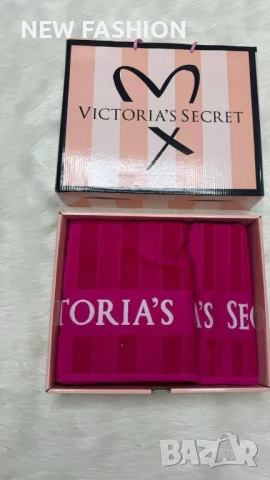 NEW FASHION
VICTORIA'S SECRET
TORIA'S
A'S SEC
bazar